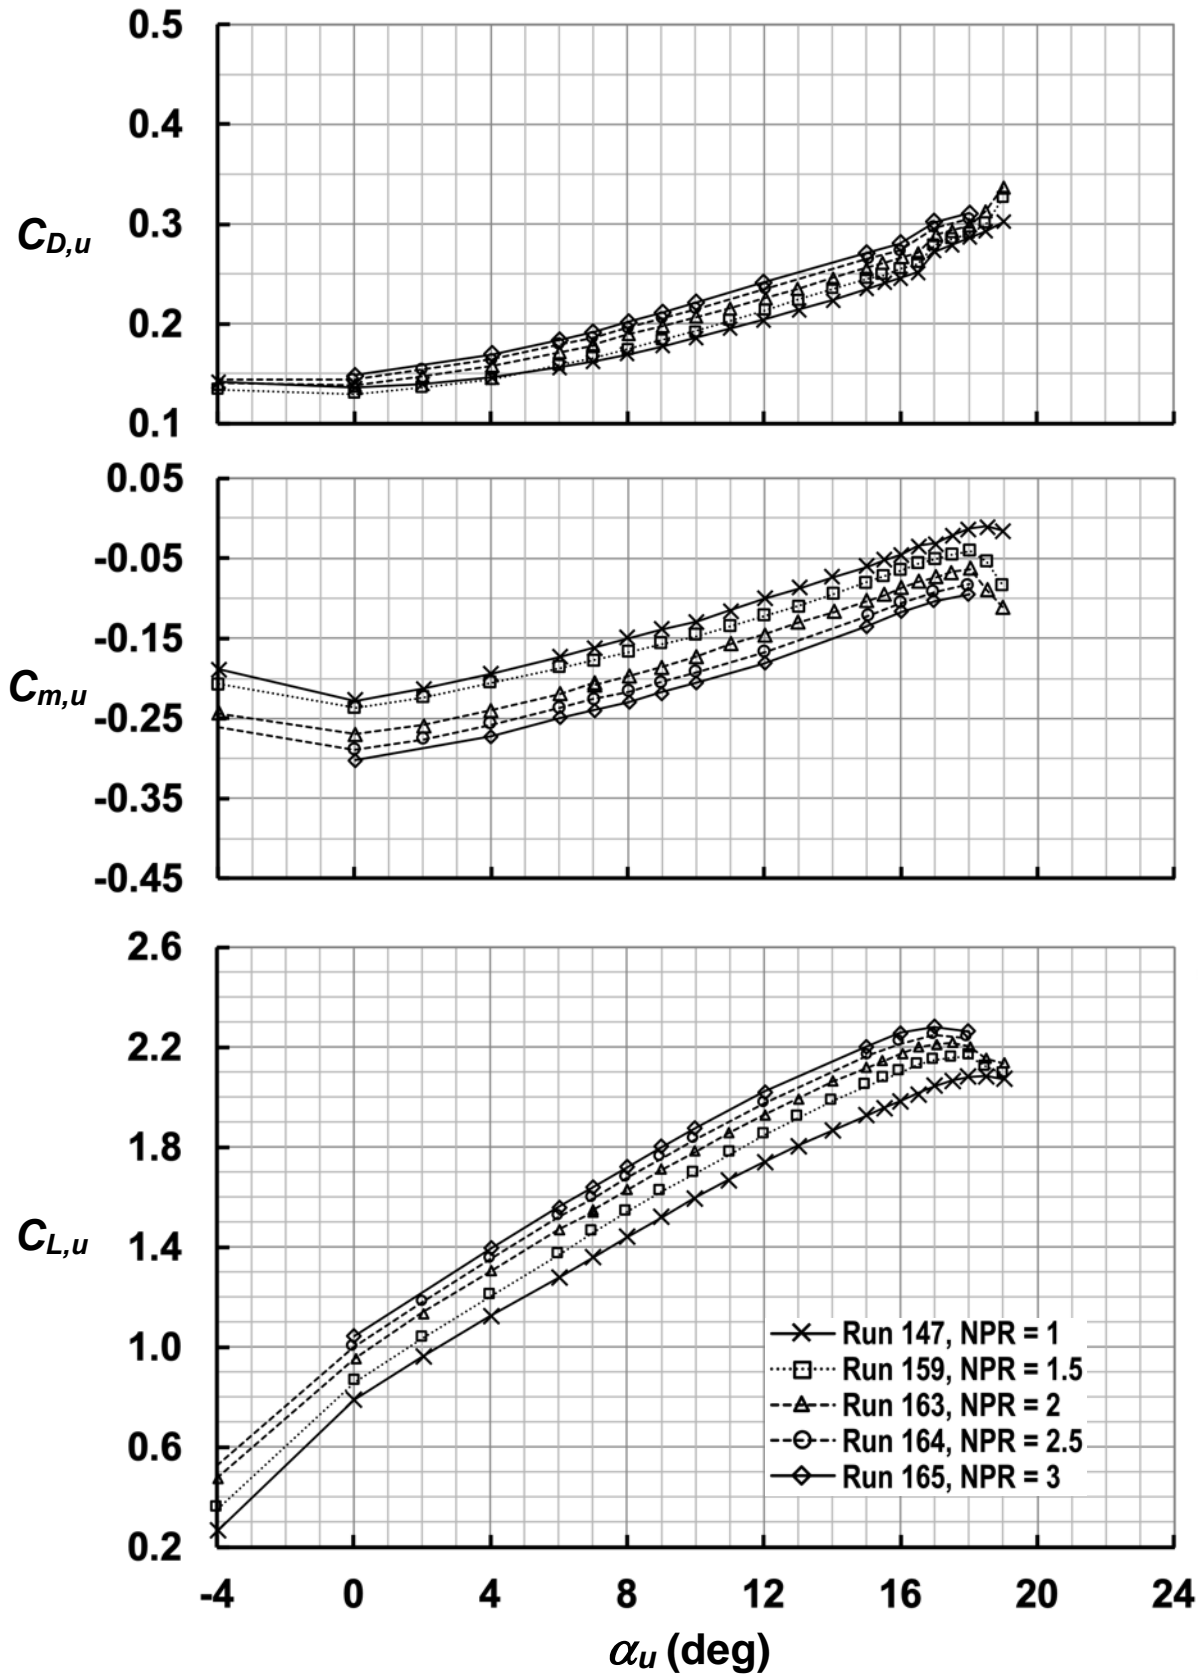 0.5
0.4
0.3
C_D,u
0.2
0.1
0.05
-0.05
-0.15
C_m,u
-0.25
-0.35
-0.45
2.6
2.2
1.8
1.4
C_L,u
1.0
0.6
0.2
Run 147, NPR = 1
Run 159, NPR = 1.5
Run 163, NPR = 2
Run 164, NPR = 2.5
Run 165, NPR = 3
-4 0 4 8 12 16 20 24
α_u (deg)